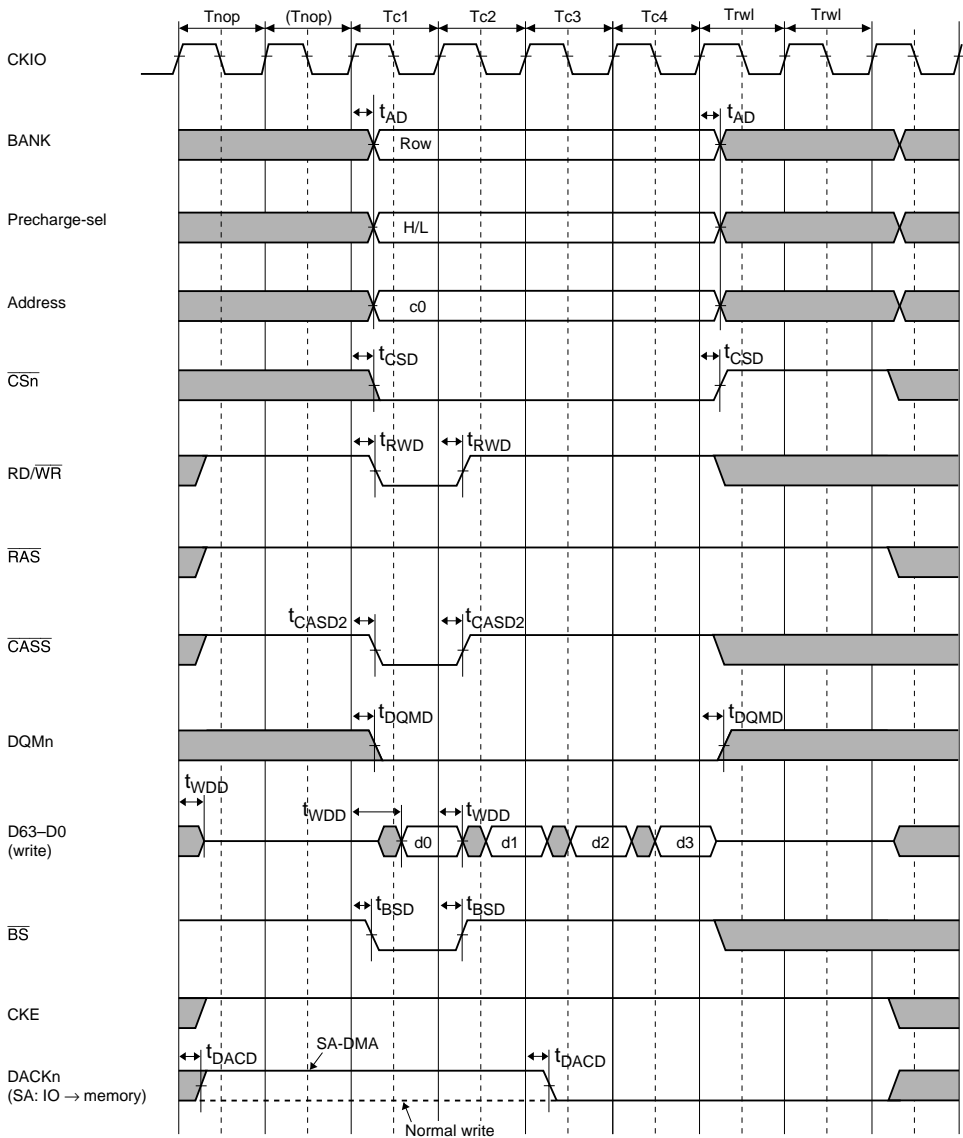 Tnop (Tnop) Tc1 Tc2 Tc3 Tc4 Trwl Trwl
CKIO
tAD tAD
BANK Row
Precharge-sel H/L
Address c0
tCSD tCSD
CSn
tRWD tRWD
RD/WR
RAS
tCASD2 tCASD2
CASS
tDQMD tDQMD
DQMn
tWDD tWDD tWDD
D63–D0 d0 d1 d2 d3
(write)
tBSD tBSD
BS
CKE
SA-DMA
tDACD tDACD
DACKn
(SA: IO → memory)
Normal write